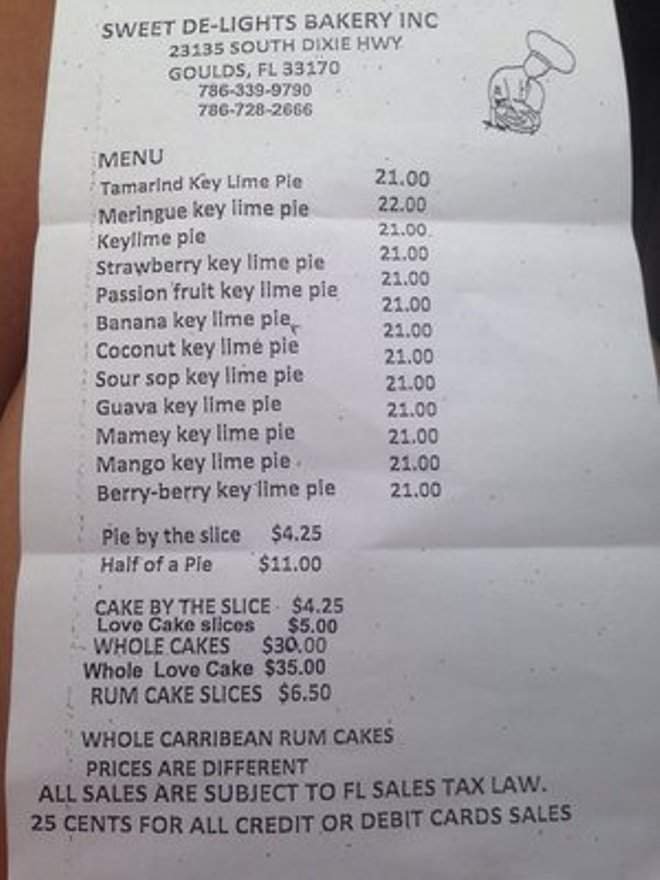 SWEET DE-LIGHTS BAKERY INC
23135 SOUTH DIXIE HWY
GOULDS, FL 33170
786-339-9790
786-728-2666
MENU
Tamarind Key Lime Pie 21.00
Meringue key lime pie 22.00
Keylime pie 21.00
Strawberry key lime pie 21.00
Passion fruit key lime pie 21.00
Banana key lime pie 21.00
Coconut key lime pie 21.00
Sour sop key lime pie 21.00
Guava key lime pie 21.00
Mamey key lime pie 21.00
Mango key lime pie 21.00
Berry-berry key lime pie 21.00
21.00
Pie by the slice $4.25
Half of a Pie $11.00
CAKE BY THE SLICE $4.25
Love Cake slices $5.00
WHOLE CAKES $30.00
Whole Love Cake $35.00
RUM CAKE SLICES $6.50
WHOLE CARRIBEAN RUM CAKES
PRICES ARE DIFFERENT
ALL SALES ARE SUBJECT TO FL SALES TAX LAW.
25 CENTS FOR ALL CREDIT OR DEBIT CARDS SALES